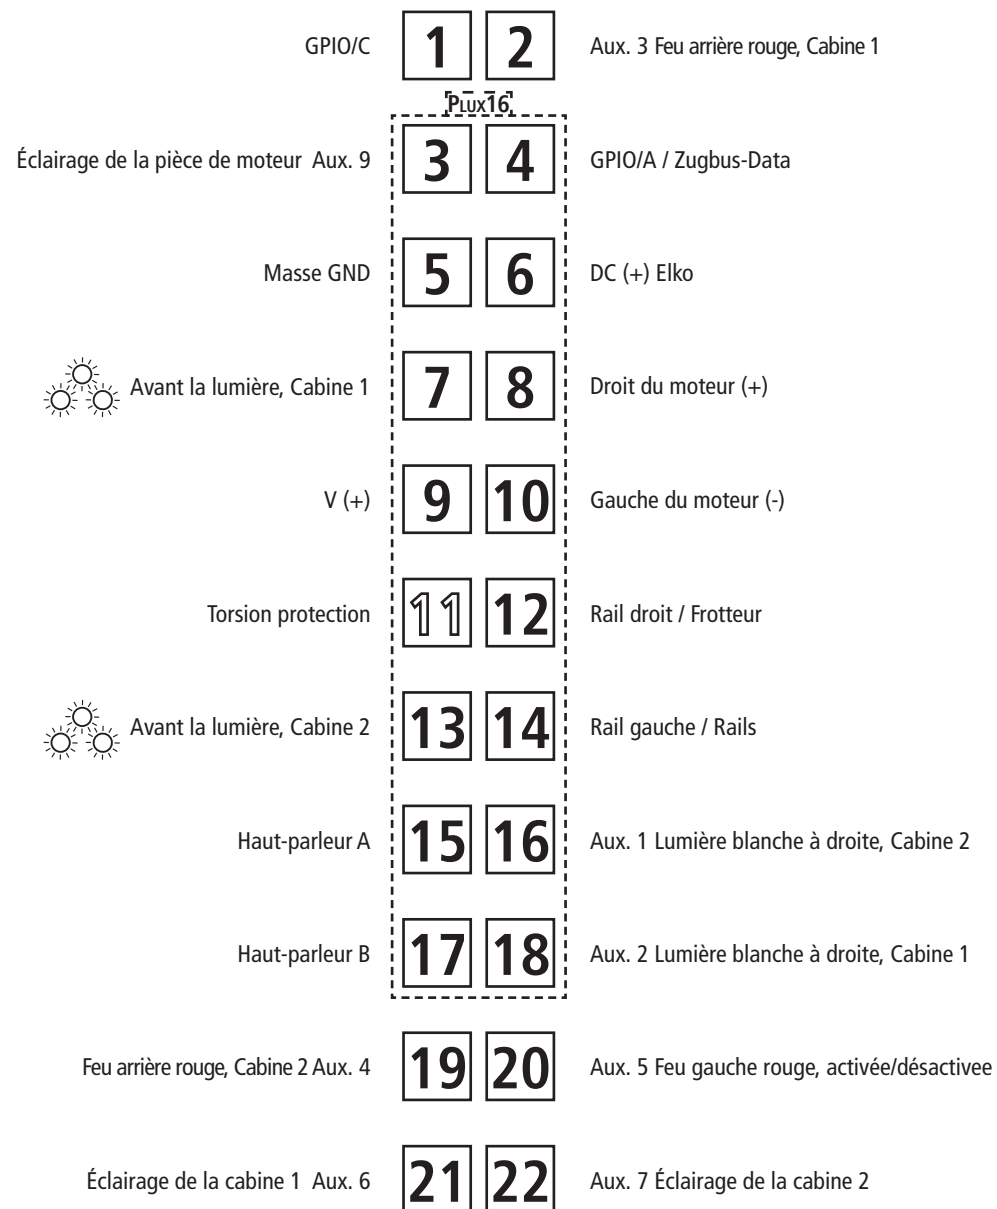 GPIO/C 1 2 Aux. 3 Feu arrière rouge, Cabine 1
PLUX16
Éclairage de la pièce de moteur Aux. 9 3 4 GPIO/A / Zugbus-Data
Masse GND 5 6 DC (+) Elko
Avant la lumière, Cabine 1 7 8 Droit du moteur (+)
V (+) 9 10 Gauche du moteur (-)
Torsion protection 11 12 Rail droit / Frotteur
Avant la lumière, Cabine 2 13 14 Rail gauche / Rails
Haut-parleur A 15 16 Aux. 1 Lumière blanche à droite, Cabine 2
Haut-parleur B 17 18 Aux. 2 Lumière blanche à droite, Cabine 1
Feu arrière rouge, Cabine 2 Aux. 4 19 20 Aux. 5 Feu gauche rouge, activée/désactivee
Éclairage de la cabine 1 Aux. 6 21 22 Aux. 7 Éclairage de la cabine 2